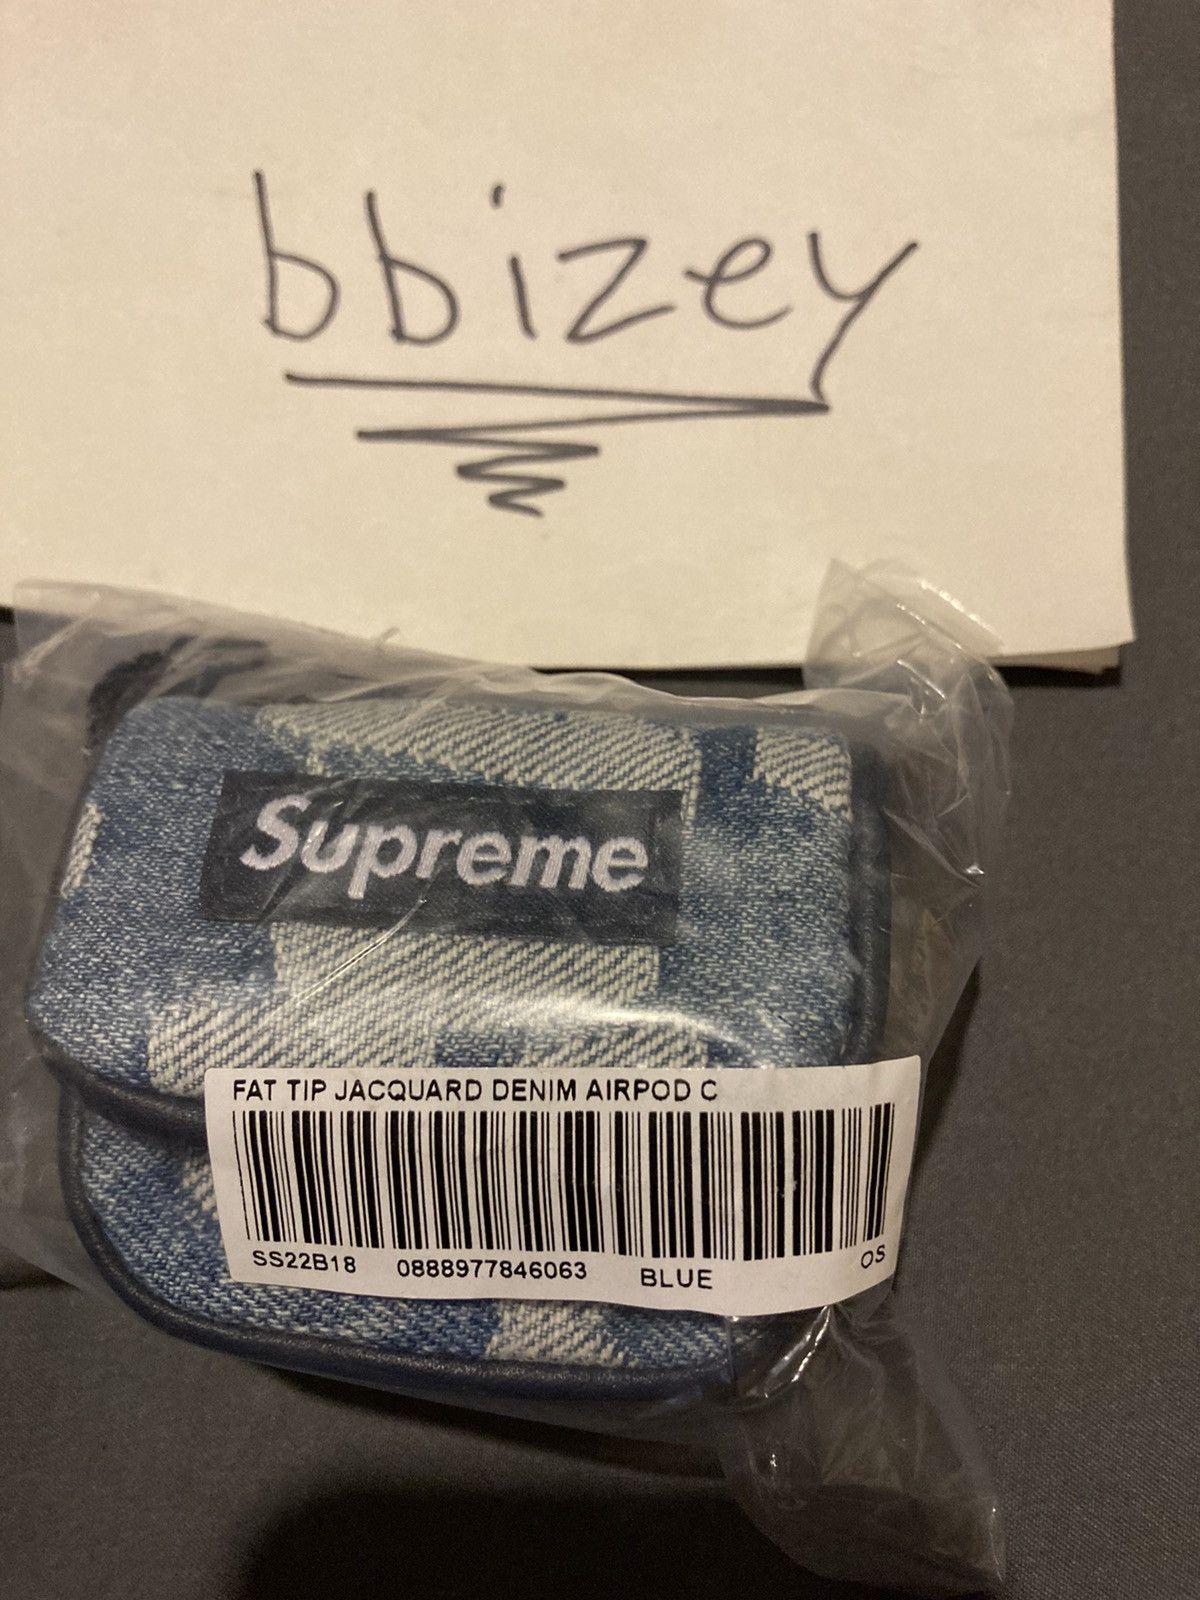 bbizey
Supreme
FAT TIP JACQUARD DENIM AIRPOD C
SS22B18 0888977846063 BLUE OS